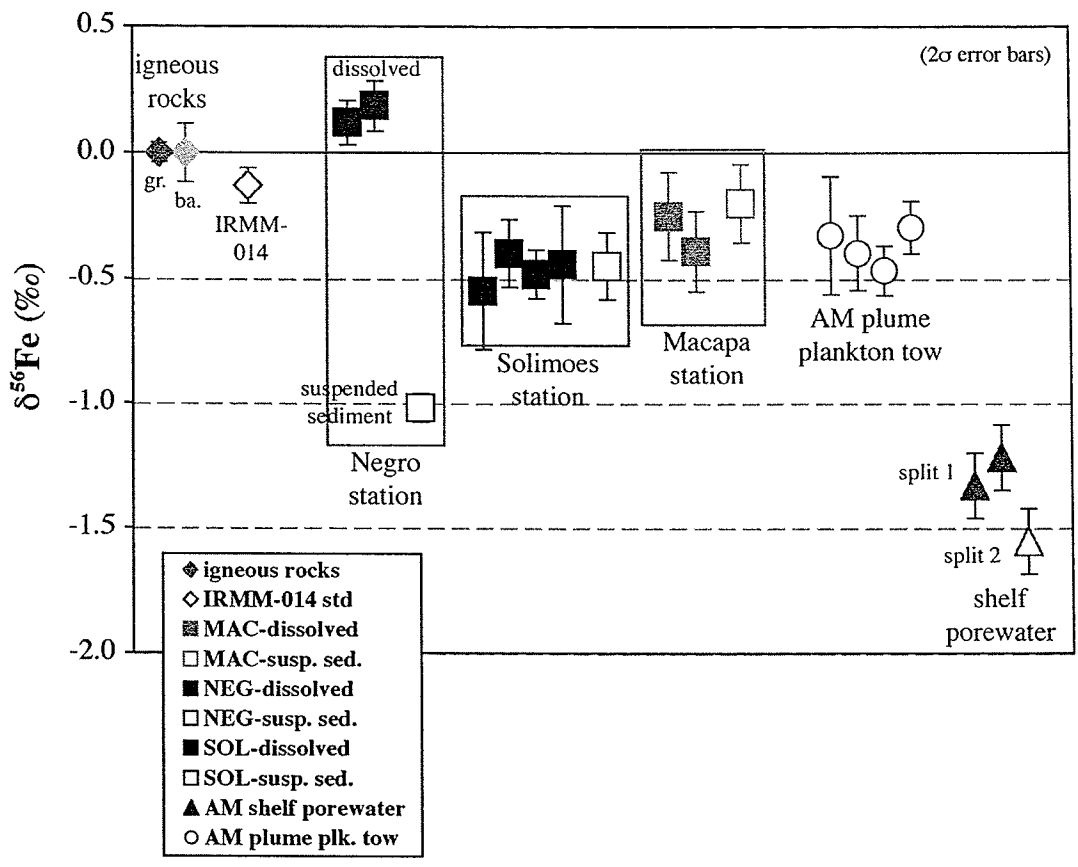 0.5
0.0
-0.5
-1.0
-1.5
-2.0
δ⁵⁶Fe (‰)
(2σ error bars)
igneous
rocks
gr.
ba.
IRMM-
014
dissolved
suspended
sediment
Negro
station
Solimoes
station
Macapa
station
AM plume
plankton tow
split 1
split 2
shelf
porewater
igneous rocks
IRMM-014 std
MAC-dissolved
MAC-susp. sed.
NEG-dissolved
NEG-susp. sed.
SOL-dissolved
SOL-susp. sed.
AM shelf porewater
AM plume plk. tow